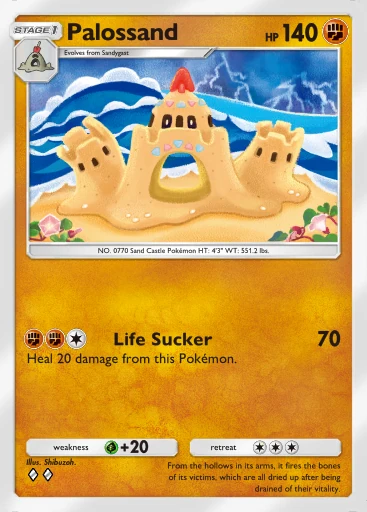 STAGE 1
Palossand
HP 140
Evolves from Sandygast
NO. 0770 Sand Castle Pokémon HT: 4'3" WT: 551.2 lbs.
Life Sucker 70
Heal 20 damage from this Pokémon.
weakness +20 retreat
Illus. Shibuzoh.
From the hollows in its arms, it fires the bones
of its victims, which are all dried up after being
drained of their vitality.